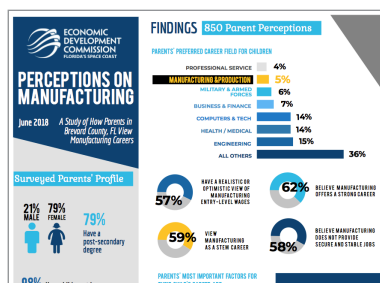 ECONOMIC
DEVELOPMENT
COMMISSION
FLORIDA'S SPACE COAST
PERCEPTIONS ON
MANUFACTURING
June 2018
A Study of How Parents in
Brevard County, FL View
Manufacturing Careers
Surveyed Parents' Profile
21%
MALE
79%
FEMALE
79%
Have a
post-secondary
degree
FINDINGS 850 Parent Perceptions
PARENTS' PREFERRED CAREER FIELD FOR CHILDREN
PROFESSIONAL SERVICE 4%
MANUFACTURING & PRODUCTION 5%
MILITARY & ARMED
FORCES 6%
BUSINESS & FINANCE 7%
COMPUTERS & TECH 14%
HEALTH / MEDICAL 14%
ENGINEERING 15%
ALL OTHERS 36%
57%
HAVE A REALISTIC OR
OPTIMISTIC VIEW OF
MANUFACTURING
ENTRY-LEVEL WAGES
62%
BELIEVE MANUFACTURING
OFFERS A STRONG CAREER
59%
VIEW
MANUFACTURING
AS A STEM CAREER
58%
BELIEVE MANUFACTURING
DOES NOT PROVIDE
SECURE AND STABLE JOBS
PARENTS' MOST IMPORTANT FACTORS FOR